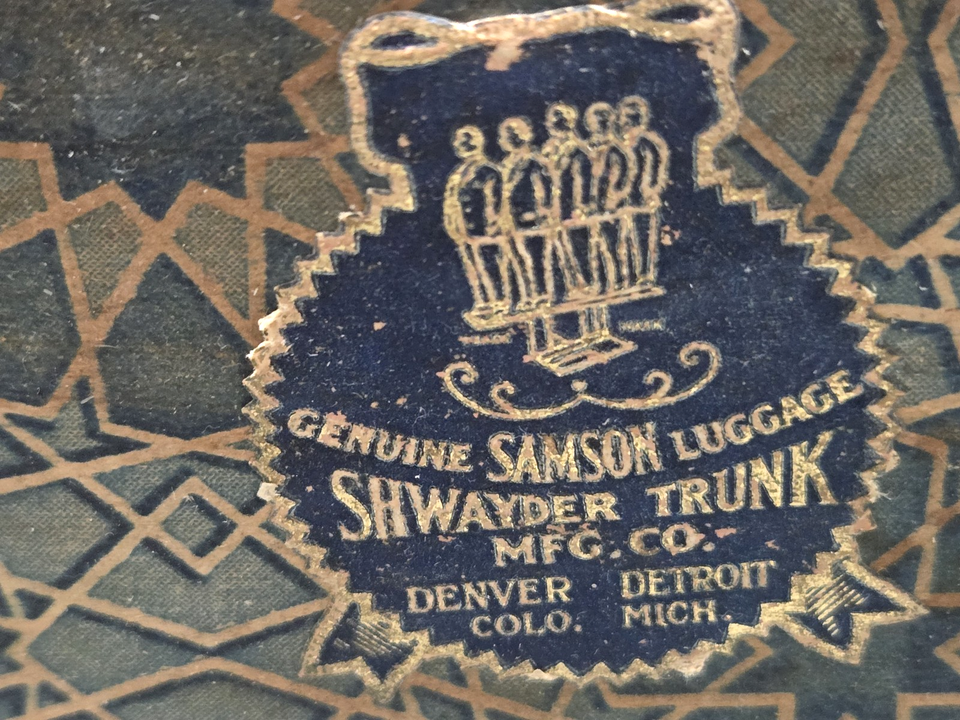 GENUINE SAMSON LUGGAGE
SHWAYDER TRUNK
MFG. CO.
DENVER DETROIT
COLO. MICH.